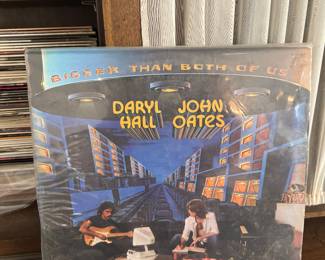 BIGGER THAN BOTH OF US
DARYL JOHN
HALL OATES